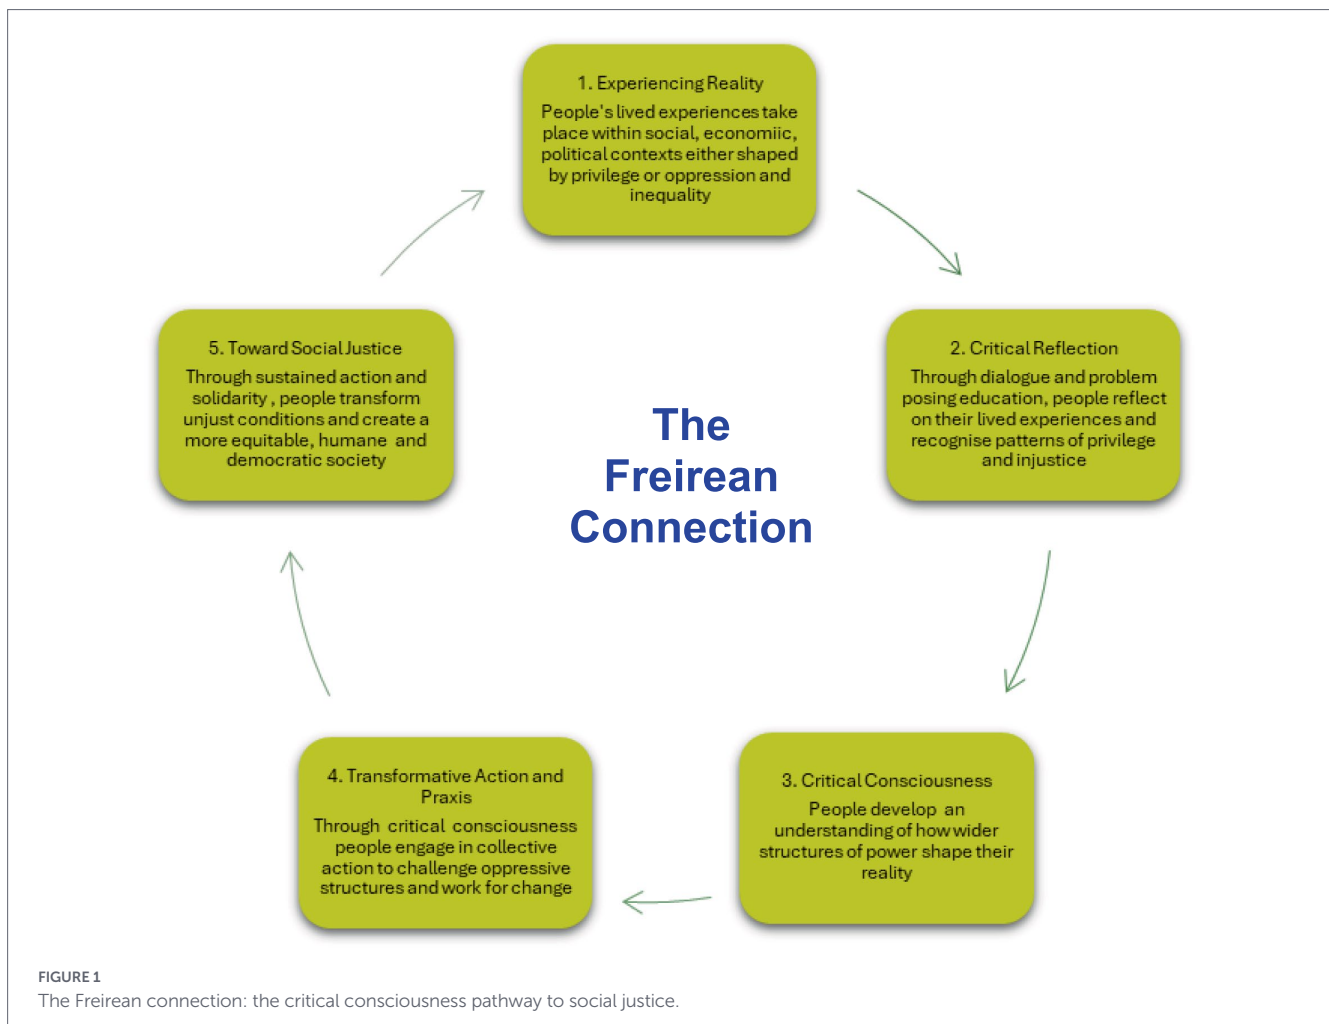 1. Experiencing Reality
People's lived experiences take
place within social, economiic,
political contexts either shaped
by privilege or oppression and
inequality
2. Critical Reflection
Through dialogue and problem
posing education, people reflect
on their lived experiences and
recognise patterns of privilege
and injustice
3. Critical Consciousness
People develop an
understanding of how wider
structures of power shape their
reality
4. Transformative Action and
Praxis
Through critical consciousness
people engage in collective
action to challenge oppressive
structures and work for change
5. Toward Social Justice
Through sustained action and
solidarity , people transform
unjust conditions and create a
more equitable, humane and
democratic society
The
Freirean
Connection
FIGURE 1
The Freirean connection: the critical consciousness pathway to social justice.